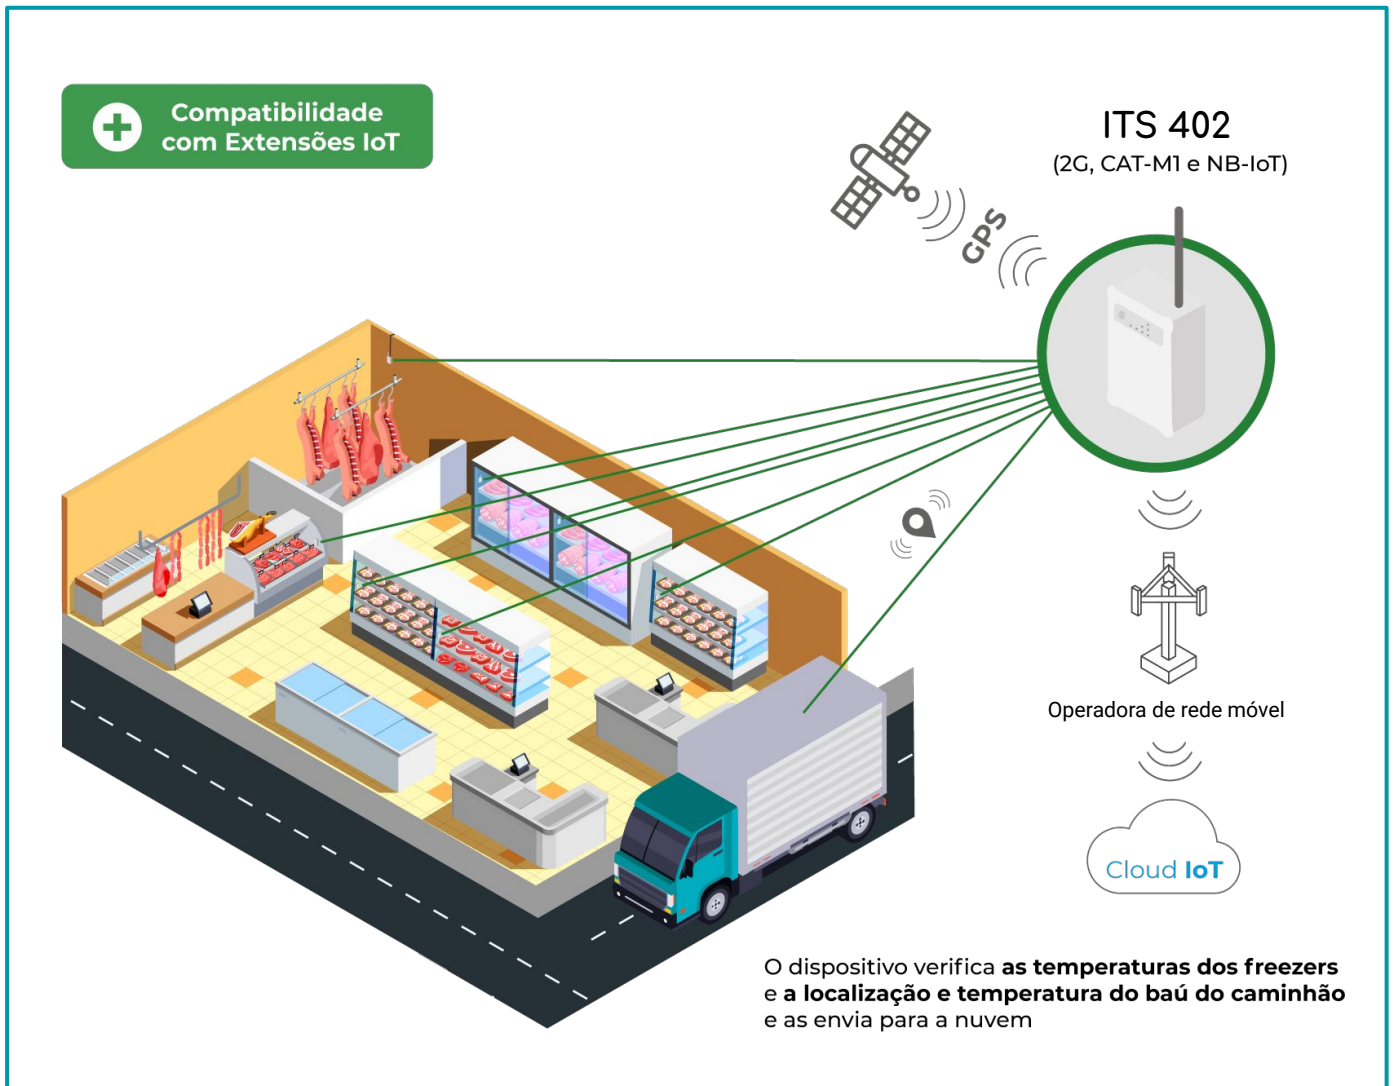 Compatibilidade
com Extensões IoT
ITS 402
(2G, CAT-M1 e NB-IoT)
GPS
Operadora de rede móvel
Cloud IoT
O dispositivo verifica as temperaturas dos freezers
e a localização e temperatura do baú do caminhão
e as envia para a nuvem